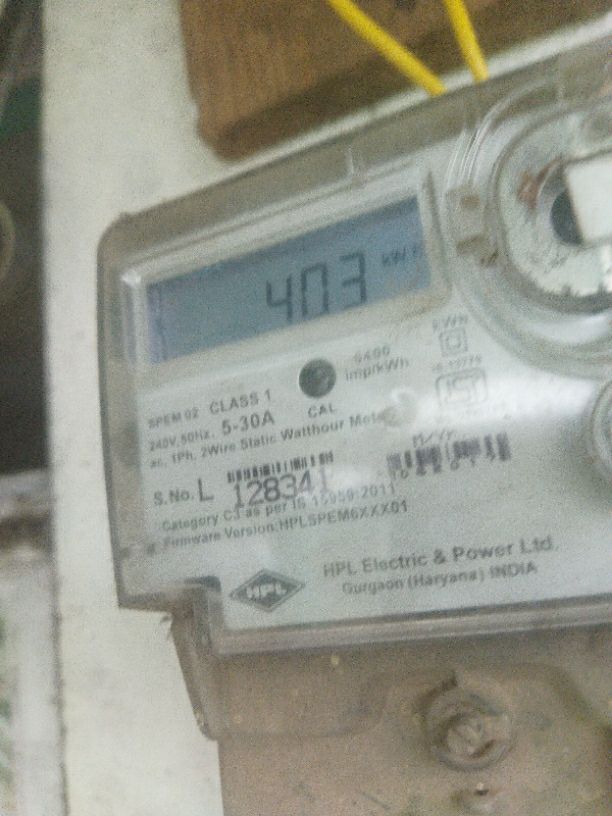 403 kWh
6400
imp/kWh
CAL
KWH
SPEM 02 CLASS 1
240V, 50Hz, 5-30A
ac, 1Ph, 2Wire Static Watthour Meter
M/Yr
S.No. L 128341
Category C3 as per IS 15959:2011
Firmware Version:HPLSPEM6XXX01
HPL
HPL Electric & Power Ltd.
Gurgaon (Haryana) INDIA